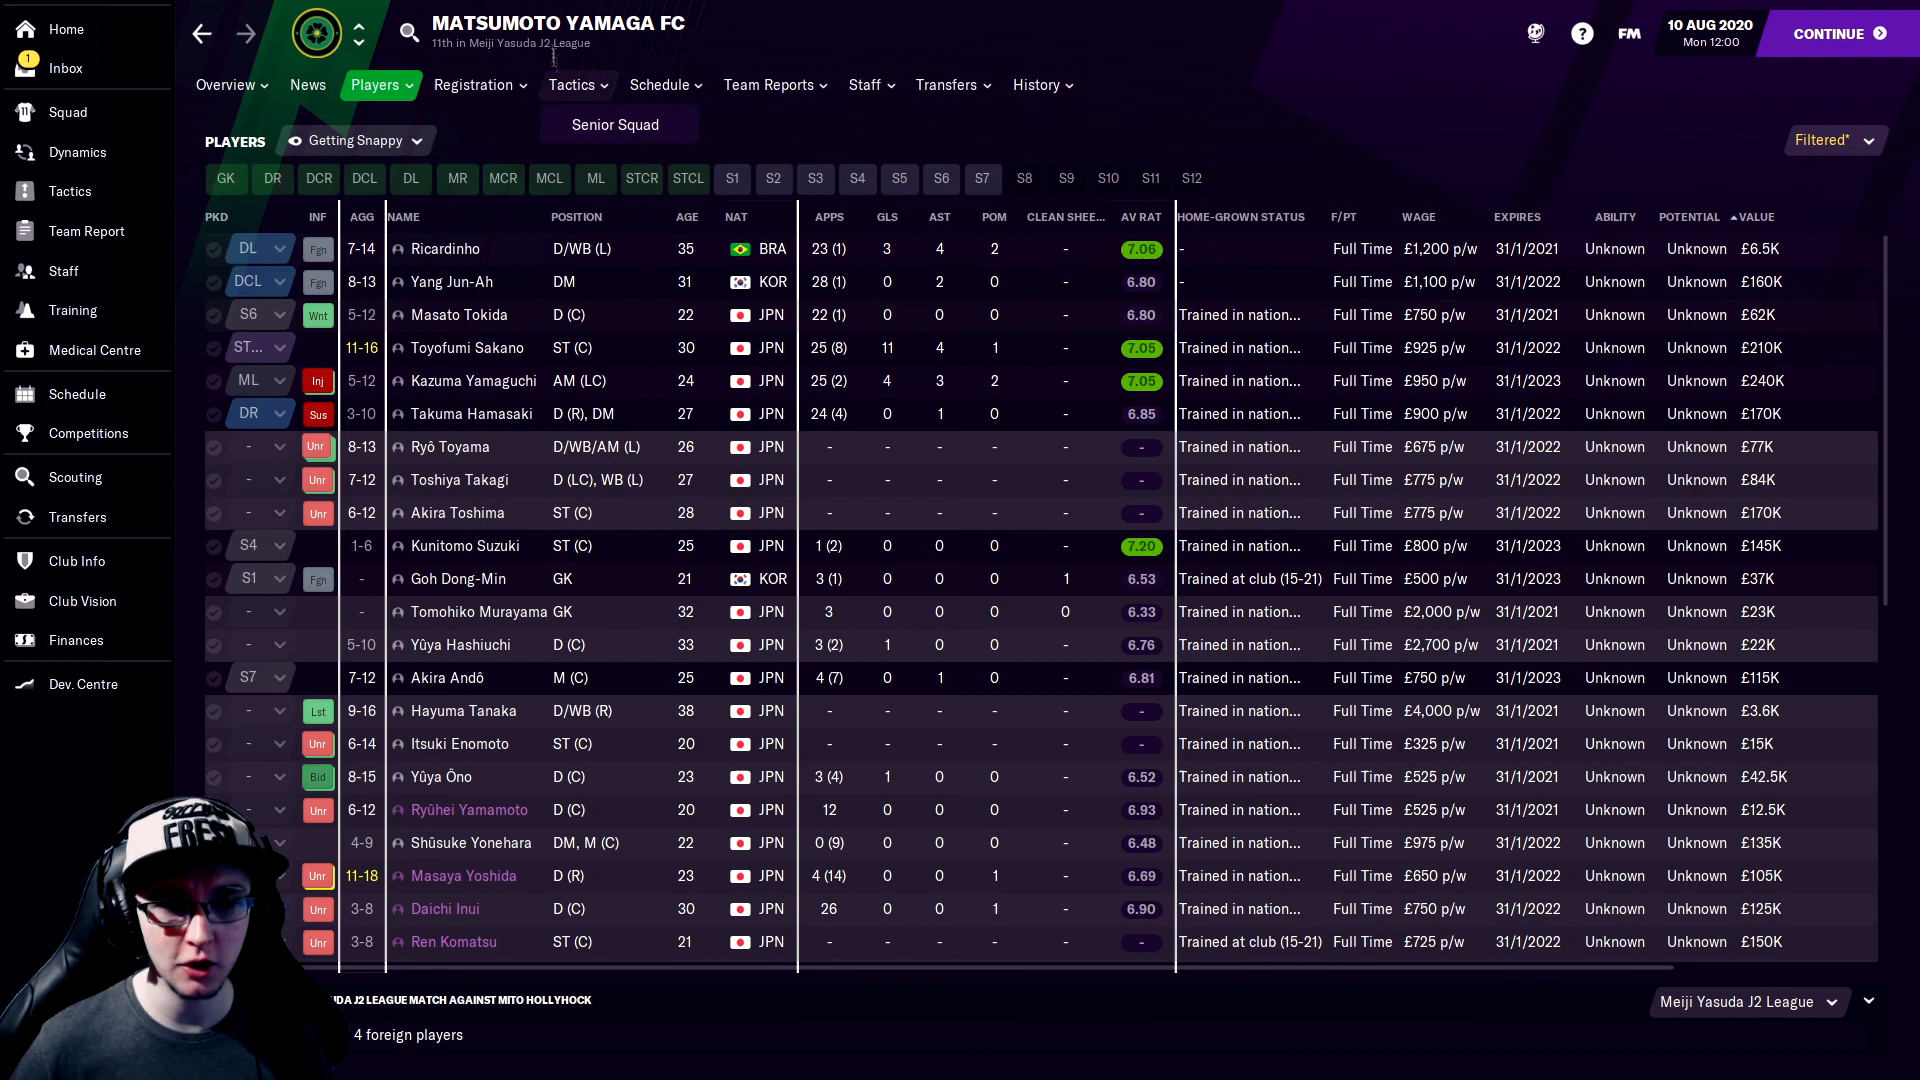 Home
1
Inbox
Squad
Dynamics
Tactics
Team Report
Staff
Training
Medical Centre
Schedule
Competitions
Scouting
Transfers
Club Info
Club Vision
Finances
Dev. Centre
MATSUMOTO YAMAGA FC
11th in Meiji Yasuda J2 League
? FM 10 AUG 2020
Mon 12:00
CONTINUE
Overview News Players Registration Tactics Schedule Team Reports Staff Transfers History
Senior Squad
PLAYERS Getting Snappy Filtered*
GK DR DCR DCL DL MR MCR MCL ML STCR STCL S1 S2 S3 S4 S5 S6 S7 S8 S9 S10 S11 S12
PKD INF AGG NAME POSITION AGE NAT APPS GLS AST POM CLEAN SHEE... AV RAT HOME-GROWN STATUS F/PT WAGE EXPIRES ABILITY POTENTIAL VALUE
DL Fgn 7-14 Ricardinho D/WB (L) 35 BRA 23 (1) 3 4 2 - 7.06 - Full Time £1,200 p/w 31/1/2021 Unknown Unknown £6.5K
DCL Fgn 8-13 Yang Jun-Ah DM 31 KOR 28 (1) 0 2 0 - 6.80 - Full Time £1,100 p/w 31/1/2022 Unknown Unknown £160K
S6 Wnt 5-12 Masato Tokida D (C) 22 JPN 22 (1) 0 0 0 - 6.80 Trained in nation... Full Time £750 p/w 31/1/2022 Unknown Unknown £62K
ST... 11-16 Toyofumi Sakano ST (C) 30 JPN 25 (8) 11 4 1 - 7.05 Trained in nation... Full Time £925 p/w 31/1/2022 Unknown Unknown £210K
ML Inj 5-12 Kazuma Yamaguchi AM (LC) 24 JPN 25 (2) 4 3 2 - 7.05 Trained in nation... Full Time £950 p/w 31/1/2023 Unknown Unknown £240K
DR Sus 3-10 Takuma Hamasaki D (R), DM 27 JPN 24 (4) 0 1 0 - 6.85 Trained in nation... Full Time £900 p/w 31/1/2022 Unknown Unknown £170K
- Unr 8-13 Ryô Toyama D/WB/AM (L) 26 JPN - - - - - - Trained in nation... Full Time £675 p/w 31/1/2022 Unknown Unknown £77K
- Unr 7-12 Toshiya Takagi D (LC), WB (L) 27 JPN - - - - - - Trained in nation... Full Time £775 p/w 31/1/2022 Unknown Unknown £84K
- Unr 6-12 Akira Toshima ST (C) 28 JPN - - - - - - Trained in nation... Full Time £775 p/w 31/1/2022 Unknown Unknown £170K
S4 1-6 Kunitomo Suzuki ST (C) 25 JPN 1 (2) 0 0 0 - 7.20 Trained in nation... Full Time £800 p/w 31/1/2023 Unknown Unknown £145K
S1 Fgn - Goh Dong-Min GK 21 KOR 3 (1) 0 0 0 1 6.53 Trained at club (15-21) Full Time £500 p/w 31/1/2023 Unknown Unknown £37K
- - Tomohiko Murayama GK 32 JPN 3 0 0 0 0 6.33 Trained in nation... Full Time £2,000 p/w 31/1/2021 Unknown Unknown £23K
- 5-10 Yûya Hashiuchi D (C) 33 JPN 3 (2) 1 0 0 - 6.76 Trained in nation... Full Time £2,700 p/w 31/1/2021 Unknown Unknown £22K
S7 7-12 Akira Andô M (C) 25 JPN 4 (7) 0 1 0 - 6.81 Trained in nation... Full Time £750 p/w 31/1/2023 Unknown Unknown £115K
- Lst 9-16 Hayuma Tanaka D/WB (R) 38 JPN - - - - - - Trained in nation... Full Time £4,000 p/w 31/1/2021 Unknown Unknown £3.6K
- Unr 6-14 Itsuki Enomoto ST (C) 20 JPN - - - - - - Trained in nation... Full Time £325 p/w 31/1/2021 Unknown Unknown £15K
- Bid 8-15 Yûya Ôno D (C) 23 JPN 3 (4) 1 0 0 - 6.52 Trained in nation... Full Time £525 p/w 31/1/2021 Unknown Unknown £42.5K
- Unr 6-12 Ryûhei Yamamoto D (C) 20 JPN 12 0 0 0 - 6.93 Trained in nation... Full Time £525 p/w 31/1/2021 Unknown Unknown £12.5K
4-9 Shûsuke Yonehara DM, M (C) 22 JPN 0 (9) 0 0 0 - 6.48 Trained in nation... Full Time £975 p/w 31/1/2022 Unknown Unknown £135K
Unr 11-18 Masaya Yoshida D (R) 23 JPN 4 (14) 0 0 1 - 6.69 Trained in nation... Full Time £650 p/w 31/1/2022 Unknown Unknown £105K
Unr 3-8 Daichi Inui D (C) 30 JPN 26 0 0 1 - 6.90 Trained in nation... Full Time £750 p/w 31/1/2022 Unknown Unknown £125K
Unr 3-8 Ren Komatsu ST (C) 21 JPN - - - - - - Trained at club (15-21) Full Time £725 p/w 31/1/2022 Unknown Unknown £150K
FRES
UDA J2 LEAGUE MATCH AGAINST MITO HOLLYHOCK
Meiji Yasuda J2 League
4 foreign players